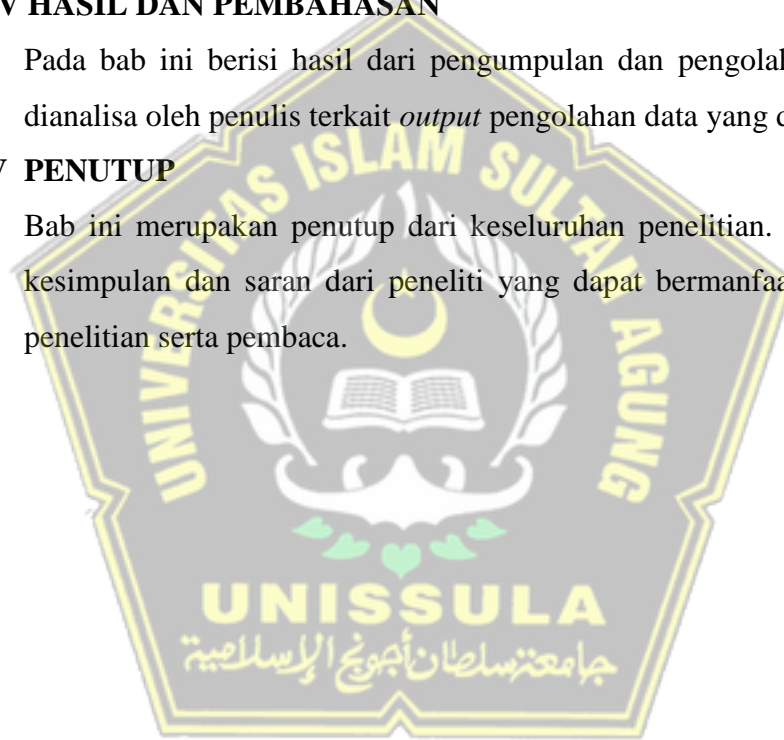 V HASIL DAN PEMBAHASAN
Pada bab ini berisi hasil dari pengumpulan dan pengolah
dianalisa oleh penulis terkait output pengolahan data yang d
V PENUTUP
Bab ini merupakan penutup dari keseluruhan penelitian.
kesimpulan dan saran dari peneliti yang dapat bermanfaa
penelitian serta pembaca.
UNIVERSITAS ISLAM SULTAN AGUNG
UNISSULA
جامعة سلطان أجونج الإسلامية